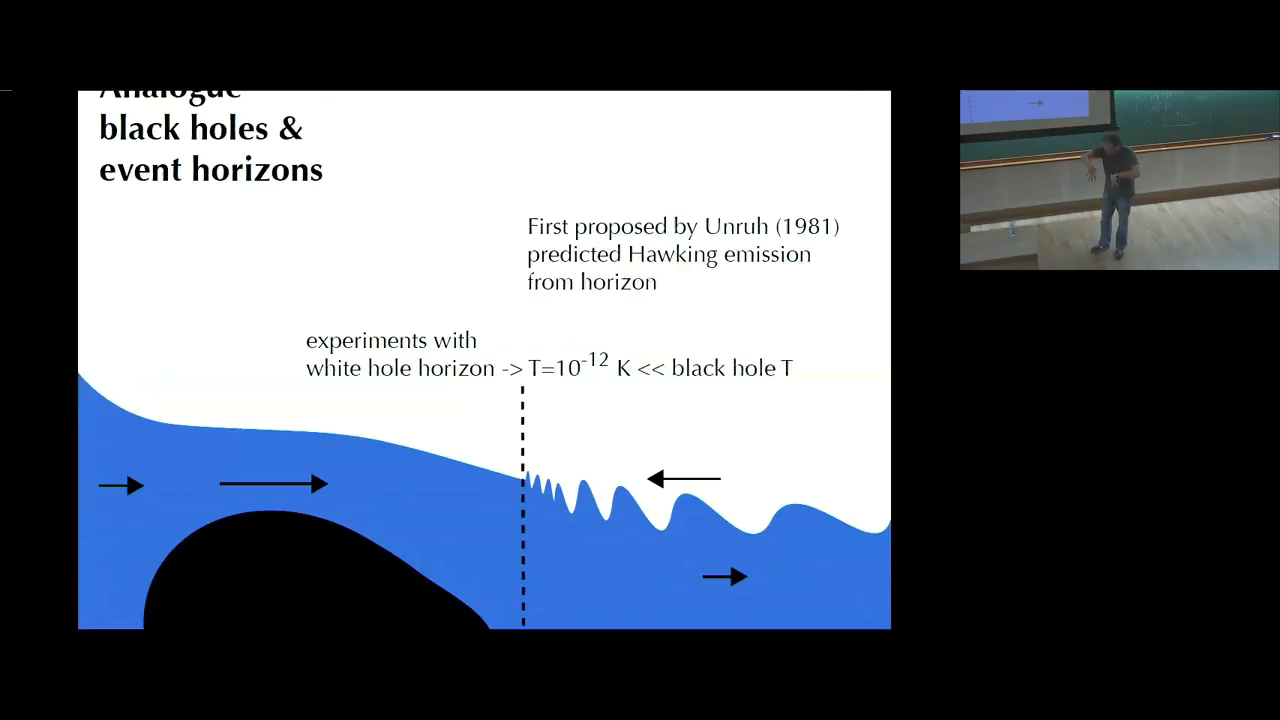 Analogue
black holes &
event horizons
First proposed by Unruh (1981)
predicted Hawking emission
from horizon
experiments with
white hole horizon -> T=10⁻¹² K << black hole T